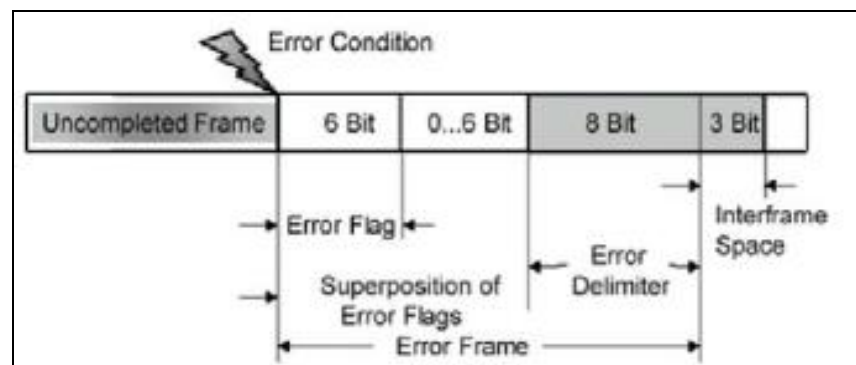 Error Condition
Uncompleted Frame 6 Bit 0...6 Bit 8 Bit 3 Bit
Error Flag
Interframe
Space
Superposition of
Error Flags
Error
Delimiter
Error Frame